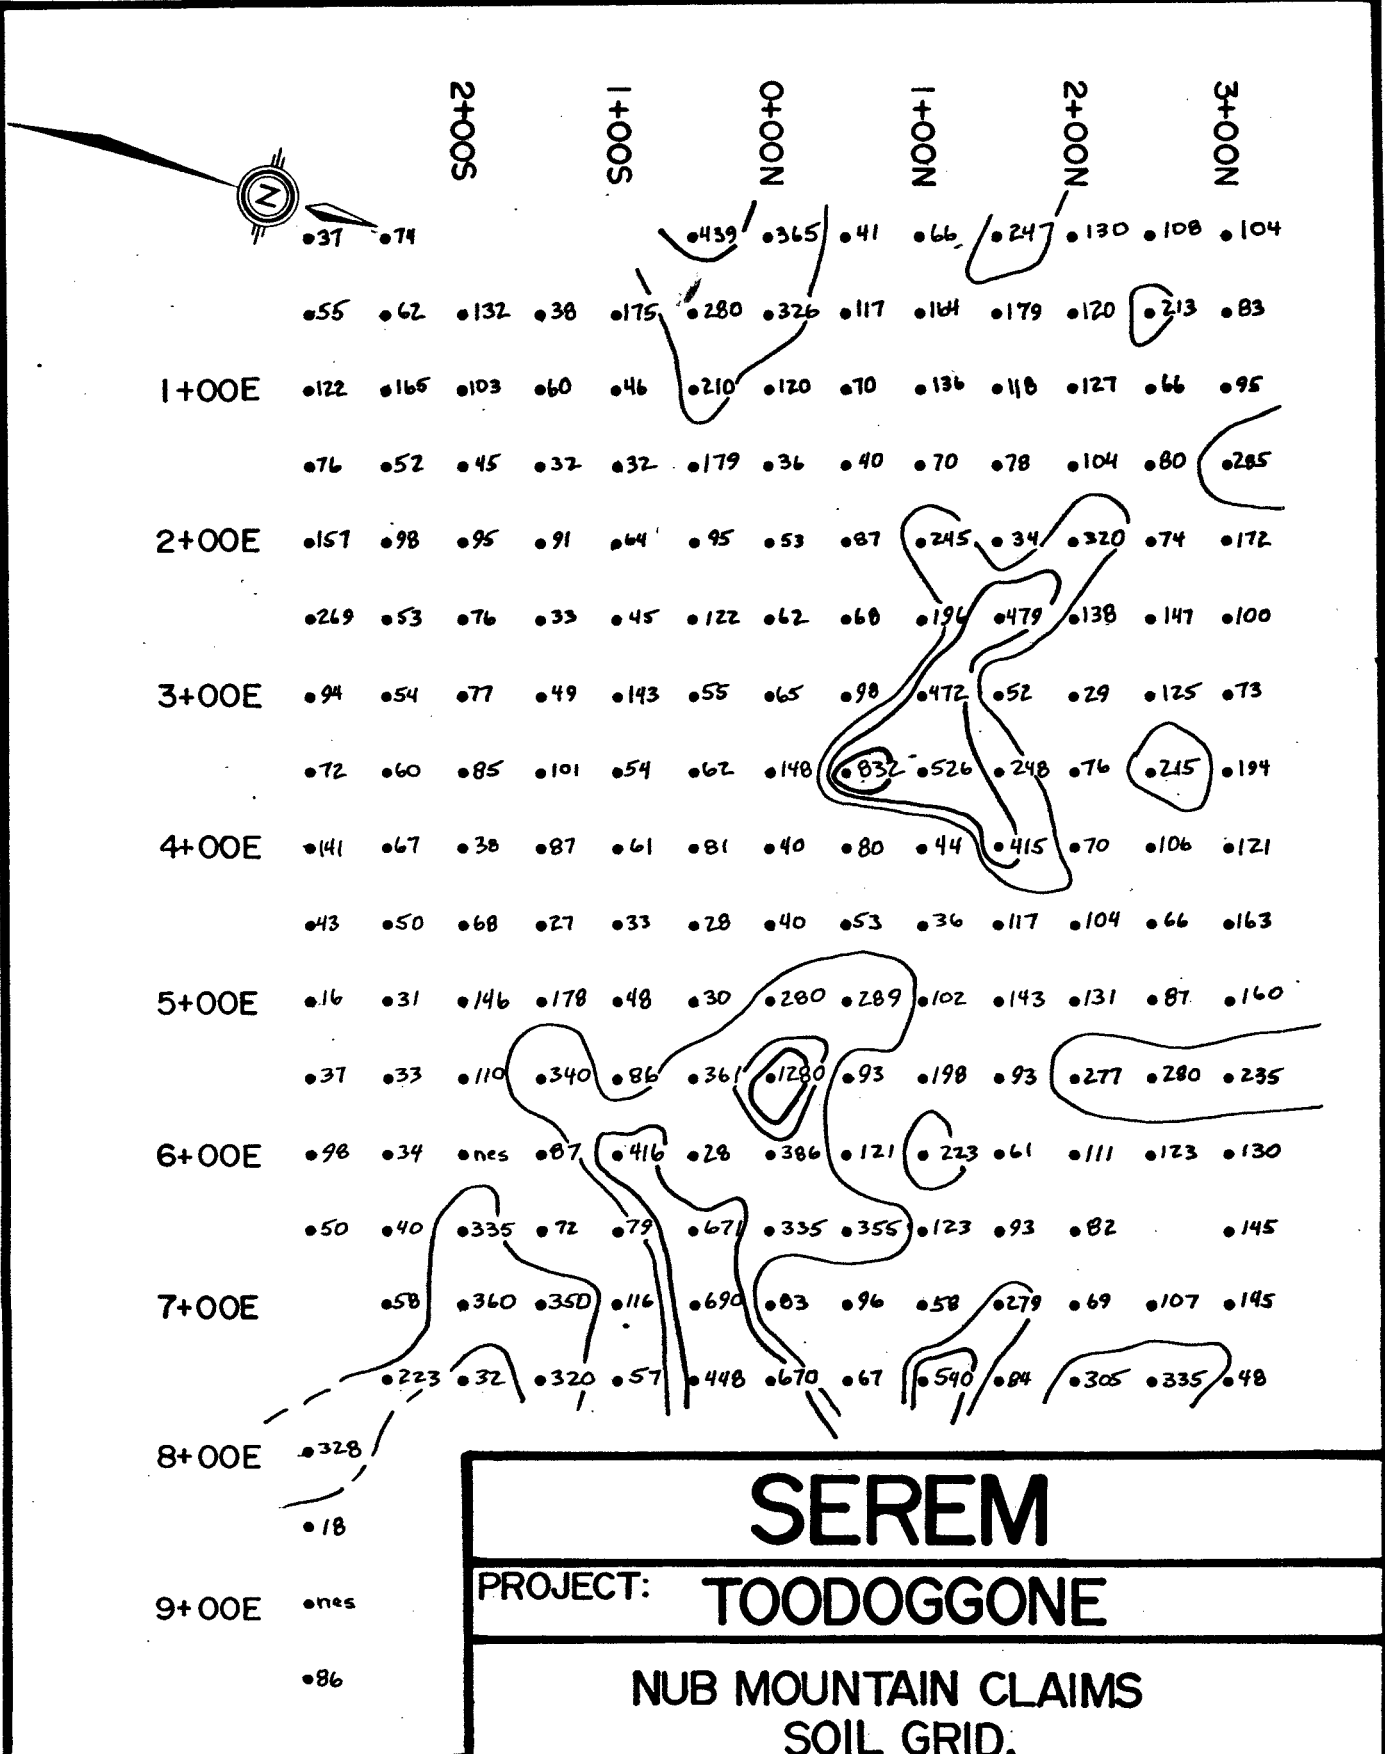 2+00S 1+00S 0+00N 1+00N 2+00N 3+00N
N
37 74 439 365 41 66 247 130 108 104
55 62 132 38 175 280 326 117 164 179 120 213 83
1+00E 122 165 103 60 46 210 120 70 136 118 127 66 95
76 52 45 32 32 179 36 40 70 78 104 80 285
2+00E 157 98 95 91 64 95 53 87 245 34 320 74 172
269 53 76 33 45 122 62 68 196 479 138 147 100
3+00E 94 54 77 49 143 55 65 98 472 52 29 125 73
72 60 85 101 54 62 148 832 526 248 76 215 194
4+00E 141 67 38 87 61 81 40 80 44 415 70 106 121
43 50 68 27 33 28 40 53 36 117 104 66 163
5+00E 16 31 146 178 48 30 280 289 102 143 131 87 160
37 33 110 340 86 361 1280 93 198 93 277 280 235
6+00E 98 34 nes 87 416 28 386 121 223 61 111 123 130
50 40 335 72 79 671 335 355 123 93 82 145
7+00E 58 360 350 116 690 83 96 58 279 69 107 195
223 32 320 57 448 670 67 540 84 305 335 48
8+00E 328
18
9+00E nes
86
SEREM
PROJECT: TOODOGGONE
NUB MOUNTAIN CLAIMS
SOIL GRID.